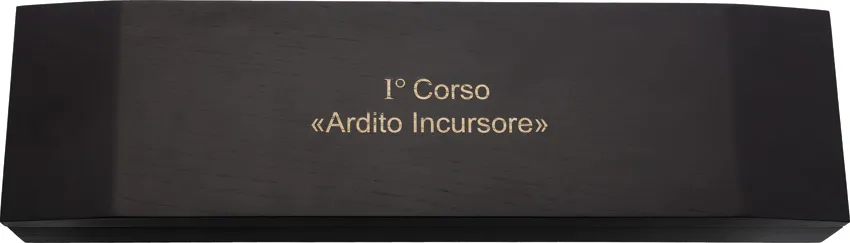 I° Corso
«Ardito Incursore»